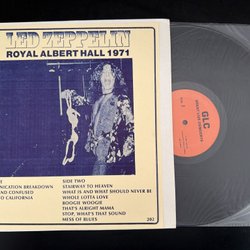 LED ZEPPELIN
ROYAL ALBERT HALL 1971
NICATION BREAKDOWN
AND CONFUSED
TO CALIFORNIA
SIDE TWO
STAIRWAY TO HEAVEN
WHAT IS AND WHAT SHOULD NEVER BE
WHOLE LOTTA LOVE
BOOGIE WOOGIE
THAT'S ALRIGHT MAMA
STOP, WHAT'S THAT SOUND
MESS OF BLUES
202
GLC